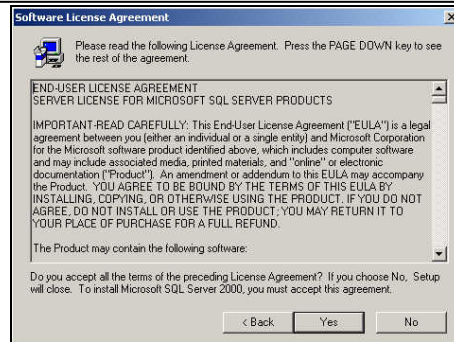 Software License Agreement
Please read the following License Agreement. Press the PAGE DOWN key to see
the rest of the agreement.
END-USER LICENSE AGREEMENT
SERVER LICENSE FOR MICROSOFT SQL SERVER PRODUCTS
IMPORTANT-READ CAREFULLY: This End-User License Agreement ("EULA") is a legal
agreement between you (either an individual or a single entity) and Microsoft Corporation
for the Microsoft software product identified above, which includes computer software
and may include associated media, printed materials, and "online" or electronic
documentation ("Product"). An amendment or addendum to this EULA may accompany
the Product. YOU AGREE TO BE BOUND BY THE TERMS OF THIS EULA BY
INSTALLING, COPYING, OR OTHERWISE USING THE PRODUCT. IF YOU DO NOT
AGREE, DO NOT INSTALL OR USE THE PRODUCT; YOU MAY RETURN IT TO
YOUR PLACE OF PURCHASE FOR A FULL REFUND.
The Product may contain the following software:
Do you accept all the terms of the preceding License Agreement? If you choose No, Setup
will close. To install Microsoft SQL Server 2000, you must accept this agreement.
< Back Yes No